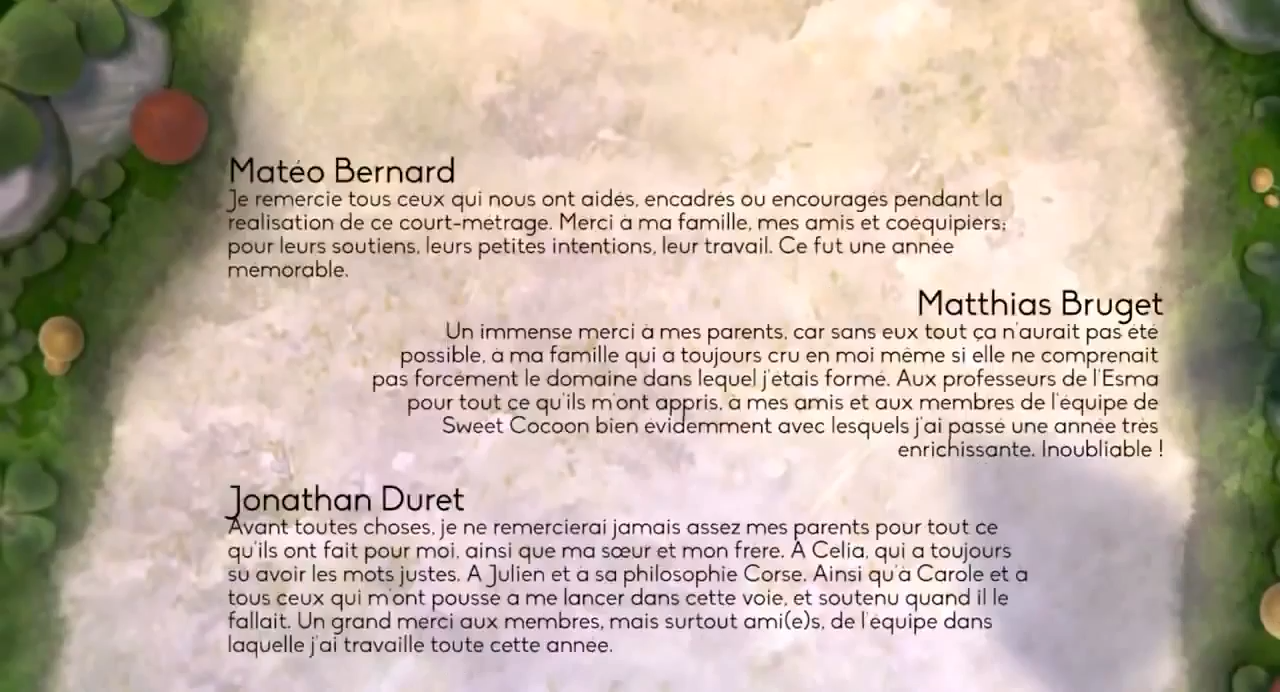 Matéo Bernard
Je remercie tous ceux qui nous ont aidés, encadrés ou encouragés pendant la
réalisation de ce court-métrage. Merci à ma famille, mes amis et coéquipiers;
pour leurs soutiens, leurs petites intentions, leur travail. Ce fut une année
mémorable.
Matthias Bruget
Un immense merci à mes parents, car sans eux tout ça n'aurait pas été
possible, à ma famille qui a toujours cru en moi même si elle ne comprenait
pas forcément le domaine dans lequel j'étais formé. Aux professeurs de l'Esma
pour tout ce qu'ils m'ont appris, à mes amis et aux membres de l'équipe de
Sweet Cocoon bien évidemment avec lesquels j'ai passé une année très
enrichissante. Inoubliable !
Jonathan Duret
Avant toutes choses, je ne remercierai jamais assez mes parents pour tout ce
qu'ils ont fait pour moi, ainsi que ma sœur et mon frère. À Celia, qui a toujours
su avoir les mots justes. A Julien et à sa philosophie Corse. Ainsi qu'à Carole et à
tous ceux qui m'ont poussé à me lancer dans cette voie, et soutenu quand il le
fallait. Un grand merci aux membres, mais surtout ami(e)s, de l'équipe dans
laquelle j'ai travaillé toute cette année.